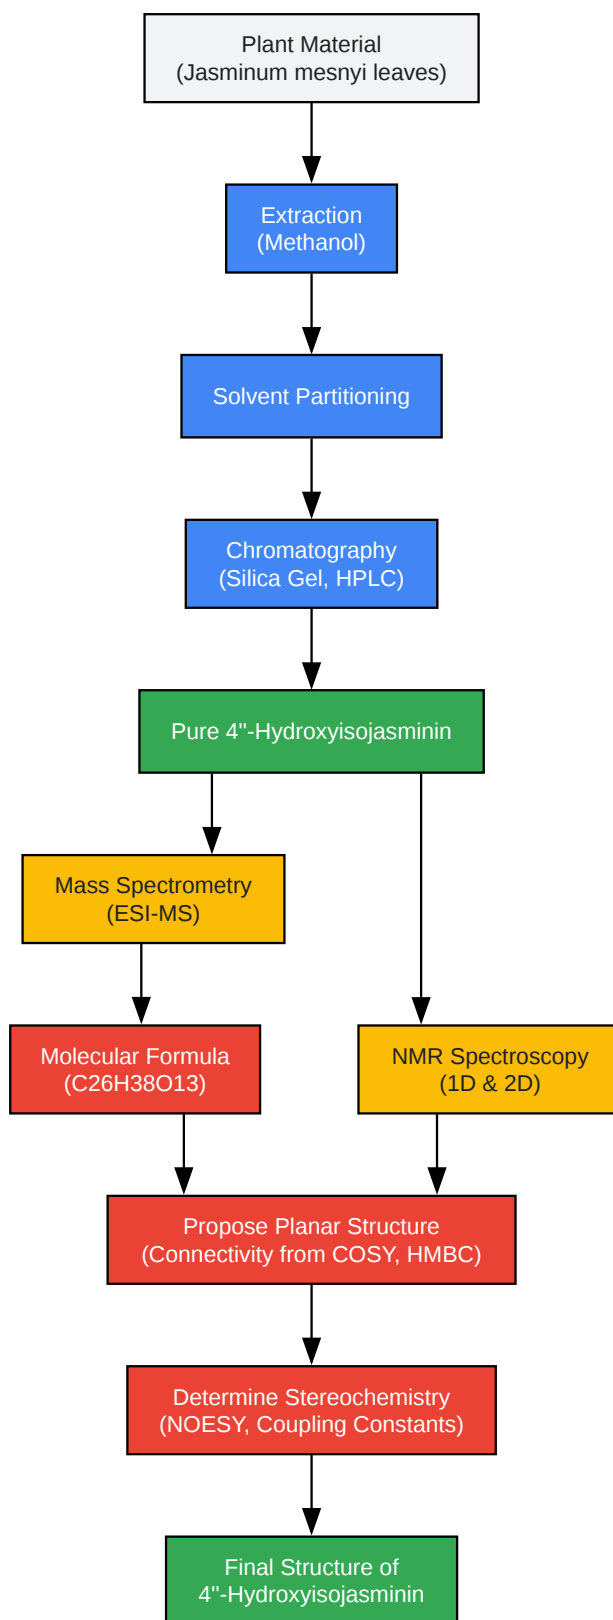 Plant Material
(Jasminum mesnyi leaves)
Extraction
(Methanol)
Solvent Partitioning
Chromatography
(Silica Gel, HPLC)
Pure 4''-Hydroxyisojasminin
Mass Spectrometry
(ESI-MS)
Molecular Formula
(C26H38O13)
NMR Spectroscopy
(1D & 2D)
Propose Planar Structure
(Connectivity from COSY, HMBC)
Determine Stereochemistry
(NOESY, Coupling Constants)
Final Structure of
4''-Hydroxyisojasminin